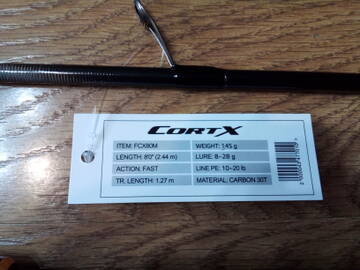 CORTX
ITEM: FCX80M WEIGHT: 145 g
LENGTH: 8'0" (2.44 m) LURE: 8–28 g
ACTION: FAST LINE PE: 10–20 lb
TR. LENGTH: 1.27 m MATERIAL: CARBON 30T